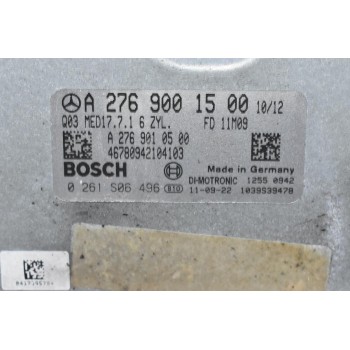 A 276 900 15 00 10/12
Q03 MED17.7.1 6 ZYL. FD 11M09
A 276 901 05 00
46780942104103
BOSCH
Made in Germany
DI-MOTRONIC 1255 0942
0 261 S06 496 11-09-22 1039S39478